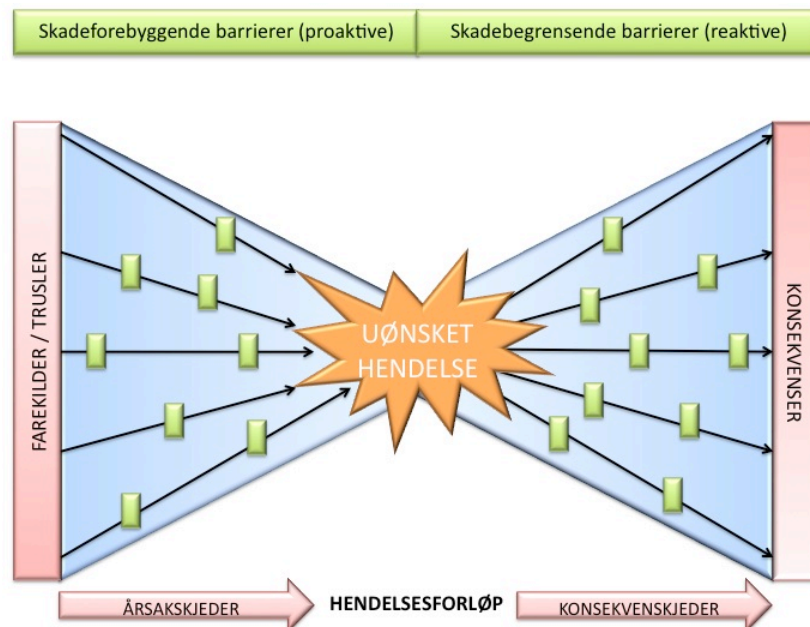 Skadeforebyggende barrierer (proaktive)
Skadebegrensende barrierer (reaktive)
FAREKILDER / TRUSLER
UØNSKET
HENDELSE
KONSEKVENSER
ÅRSAKSKJEDER
HENDELSESFORLØP
KONSEKVENSKJEDER